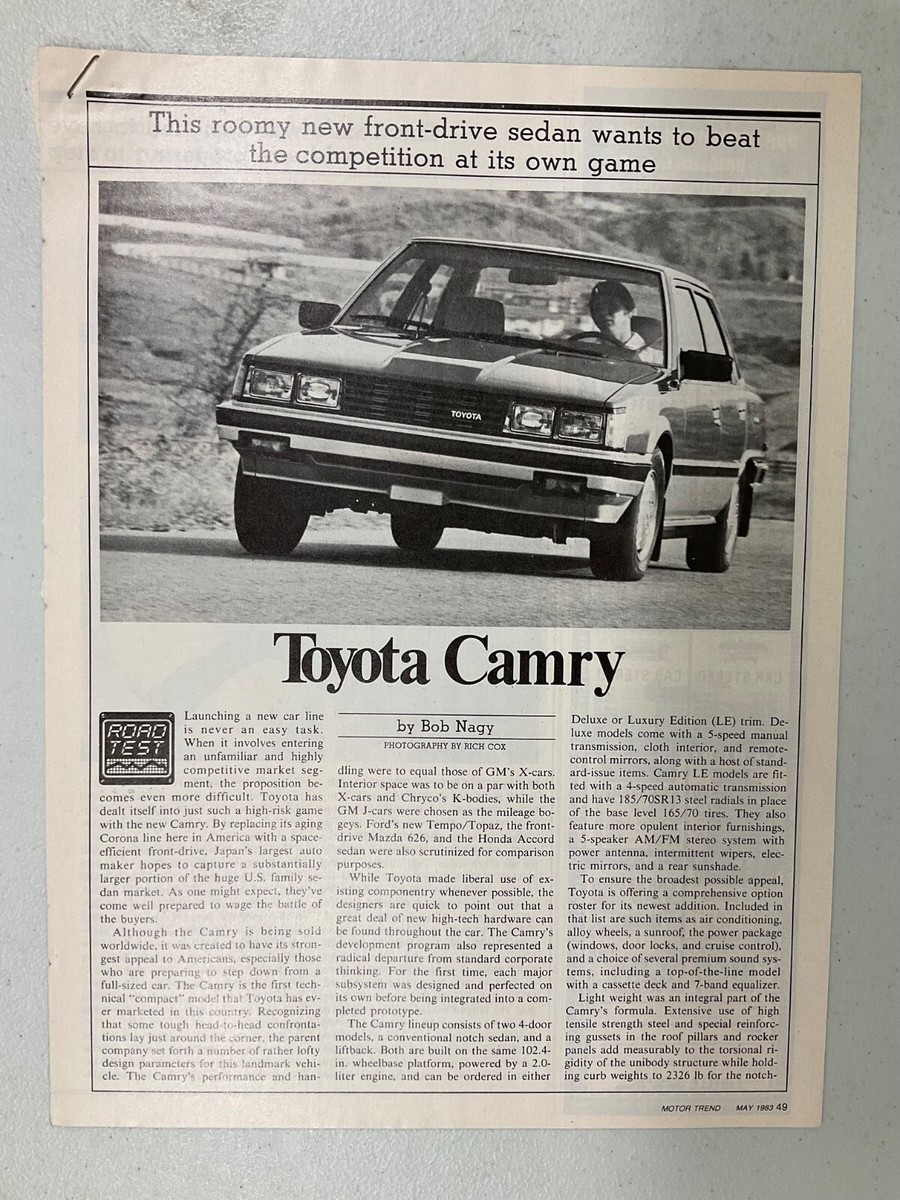 This roomy new front-drive sedan wants to beat
the competition at its own game
TOYOTA
Toyota Camry
ROAD
TEST
Launching a new car line
is never an easy task.
When it involves entering
an unfamiliar and highly
competitive market seg-
ment, the proposition be-
comes even more difficult. Toyota has
dealt itself into just such a high-risk game
with the new Camry. By replacing its aging
Corona line here in America with a space-
efficient front-drive, Japan's largest auto
maker hopes to capture a substantially
larger portion of the huge U.S. family se-
dan market. As one might expect, they've
come well prepared to wage the battle of
the buyers.
Although the Camry is being sold
worldwide, it was created to have its stron-
gest appeal to Americans, especially those
who are preparing to step down from a
full-sized car. The Camry is the first tech-
nical "compact" model that Toyota has ev-
er marketed in this country. Recognizing
that some tough head-to-head confronta-
tions lay just around the corner, the parent
company set forth a number of rather lofty
design parameters for this landmark vehi-
cle. The Camry's performance and han-
by Bob Nagy
PHOTOGRAPHY BY RICH COX
dling were to equal those of GM's X-cars.
Interior space was to be on a par with both
X-cars and Chryco's K-bodies, while the
GM J-cars were chosen as the mileage bo-
geys. Ford's new Tempo/Topaz, the front-
drive Mazda 626, and the Honda Accord
sedan were also scrutinized for comparison
purposes.
While Toyota made liberal use of ex-
isting componentry whenever possible, the
designers are quick to point out that a
great deal of new high-tech hardware can
be found throughout the car. The Camry's
development program also represented a
radical departure from standard corporate
thinking. For the first time, each major
subsystem was designed and perfected on
its own before being integrated into a com-
pleted prototype.
The Camry lineup consists of two 4-door
models, a conventional notch sedan, and a
liftback. Both are built on the same 102.4-
in. wheelbase platform, powered by a 2.0-
liter engine, and can be ordered in either
Deluxe or Luxury Edition (LE) trim. De-
luxe models come with a 5-speed manual
transmission, cloth interior, and remote-
control mirrors, along with a host of stand-
ard-issue items. Camry LE models are fit-
ted with a 4-speed automatic transmission
and have 185/70SR13 steel radials in place
of the base level 165/70 tires. They also
feature more opulent interior furnishings,
a 5-speaker AM/FM stereo system with
power antenna, intermittent wipers, elec-
tric mirrors, and a rear sunshade.
To ensure the broadest possible appeal,
Toyota is offering a comprehensive option
roster for its newest addition. Included in
that list are such items as air conditioning,
alloy wheels, a sunroof, the power package
(windows, door locks, and cruise control),
and a choice of several premium sound sys-
tems, including a top-of-the-line model
with a cassette deck and 7-band equalizer.
Light weight was an integral part of the
Camry's formula. Extensive use of high
tensile strength steel and special reinforc-
ing gussets in the roof pillars and rocker
panels add measurably to the torsional ri-
gidity of the unibody structure while hold-
ing curb weights to 2326 lb for the notch-
MOTOR TREND MAY 1983 49